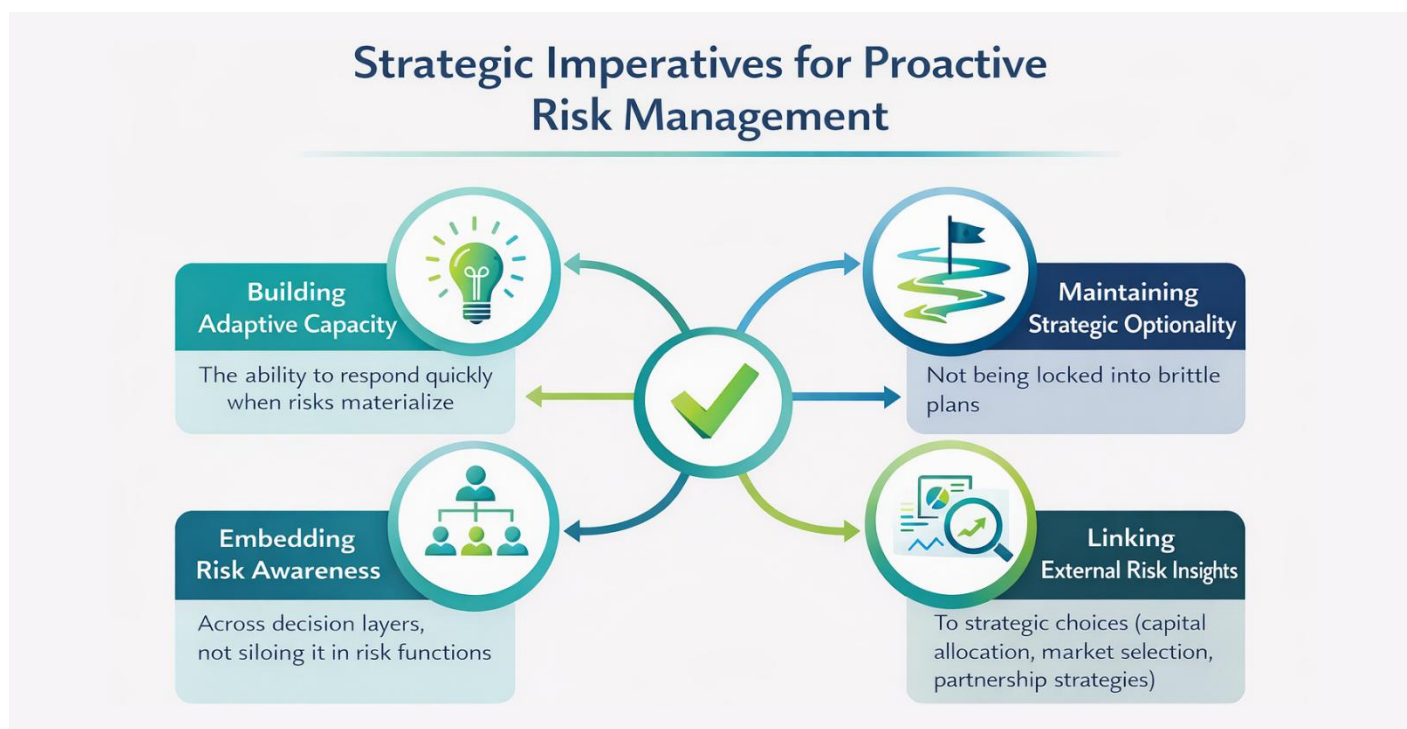 Strategic Imperatives for Proactive
Risk Management
Building
Adaptive Capacity
The ability to respond quickly
when risks materialize
Maintaining
Strategic Optionality
Not being locked into brittle
plans
Embedding
Risk Awareness
Across decision layers,
not siloing it in risk functions
Linking
External Risk Insights
To strategic choices (capital
allocation, market selection,
partnership strategies)